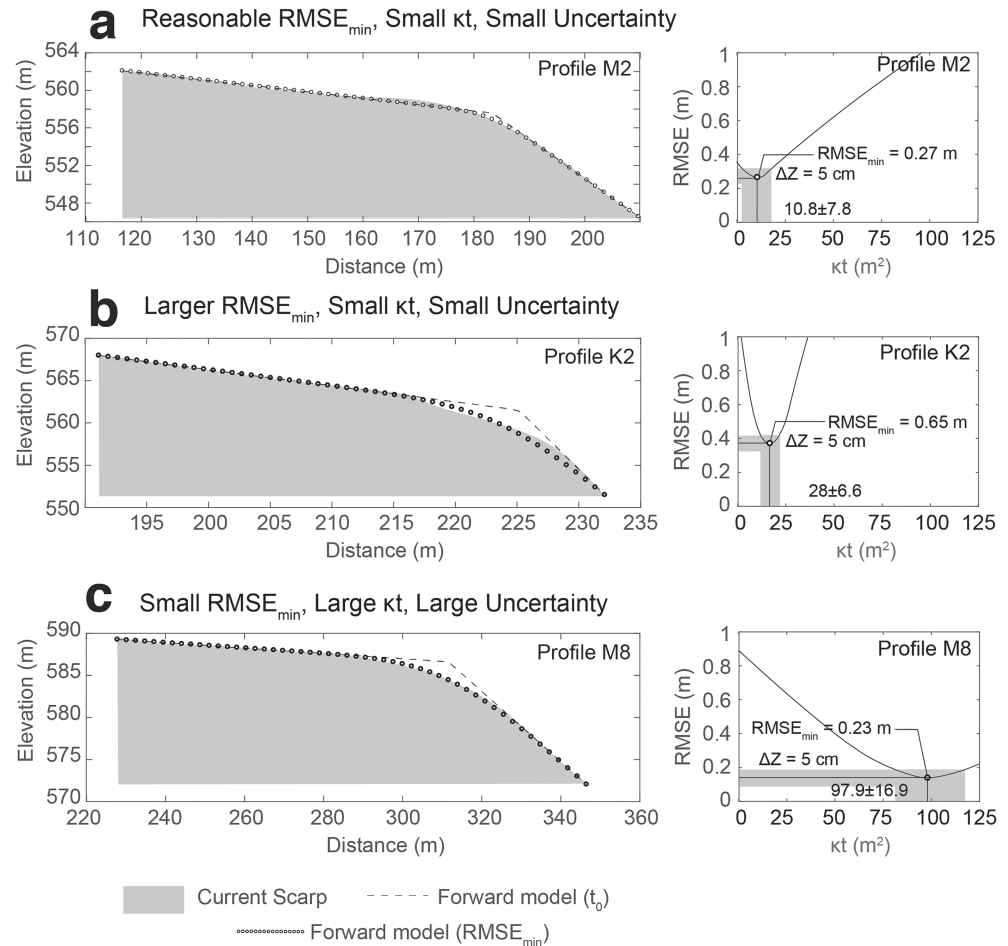 a Reasonable RMSEmin, Small κt, Small Uncertainty
564
560
556
552
548
Elevation (m)
Profile M2
110 120 130 140 150 160 170 180 190 200
Distance (m)
1
0.8
0.6
0.4
0.2
0
RMSE (m)
Profile M2
RMSEmin = 0.27 m
ΔZ = 5 cm
10.8±7.8
0 25 50 75 100 125
κt (m²)
b Larger RMSEmin, Small κt, Small Uncertainty
570
565
560
555
550
Elevation (m)
Profile K2
195 200 205 210 215 220 225 230 235
Distance (m)
1
0.8
0.6
0.4
0.2
0
RMSE (m)
Profile K2
RMSEmin = 0.65 m
ΔZ = 5 cm
28±6.6
0 25 50 75 100 125
κt (m²)
c Small RMSEmin, Large κt, Large Uncertainty
590
585
580
575
570
Elevation (m)
Profile M8
220 240 260 280 300 320 340 360
Distance (m)
1
0.8
0.6
0.4
0.2
0
RMSE (m)
Profile M8
RMSEmin = 0.23 m
ΔZ = 5 cm
97.9±16.9
0 25 50 75 100 125
κt (m²)
Current Scarp Forward model (t0)
Forward model (RMSEmin)